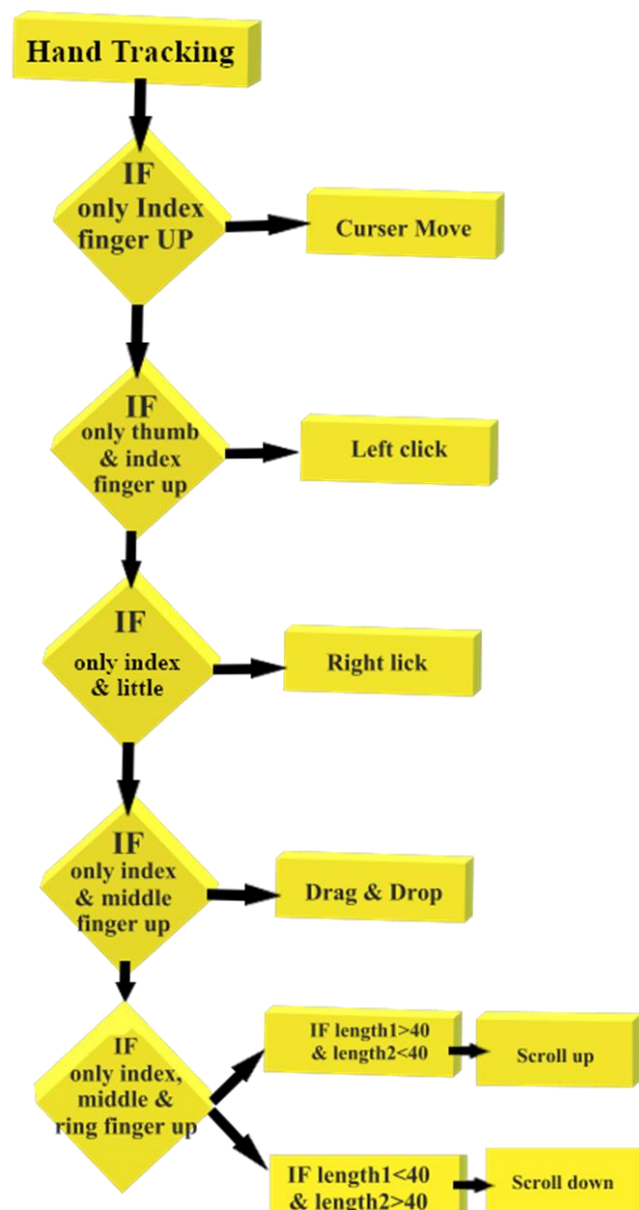 Hand Tracking
IF
only Index
finger UP
Curser Move
IF
only thumb
& index
finger up
Left click
IF
only index
& little
Right lick
IF
only index
& middle
finger up
Drag & Drop
IF
only index,
middle &
ring finger up
IF length1>40
& length2<40
Scroll up
IF length1<40
& length2>40
Scroll down